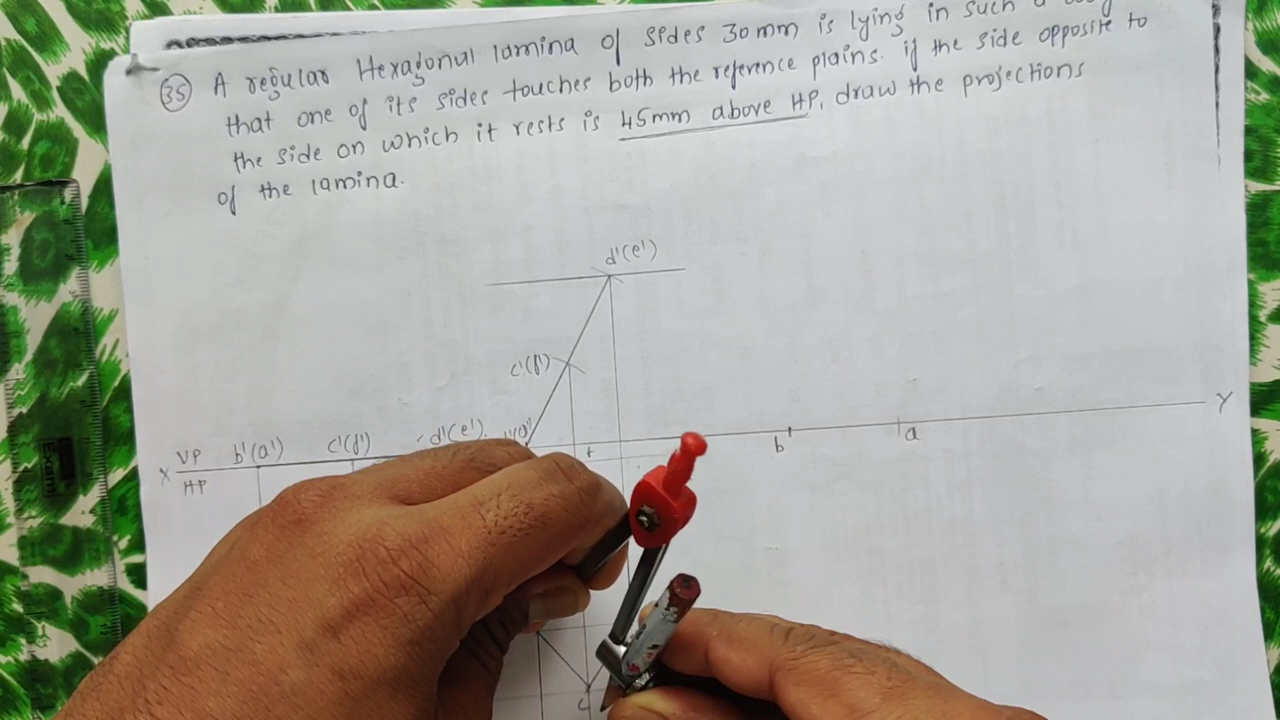 35 A regular Hexagonal lamina of sides 30mm is lying in such a
that one of its sides touches both the reference plains. if the side opposite to
the side on which it rests is 45mm above HP, draw the projections
of the lamina.
d'(e')
c'(f')
X VP b'(a') c'(f') d'(e') b a Y
HP
c